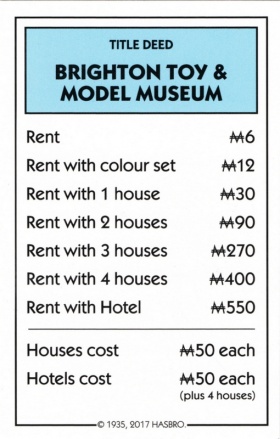 TITLE DEED
BRIGHTON TOY &
MODEL MUSEUM
Rent ₩6
Rent with colour set ₩12
Rent with 1 house ₩30
Rent with 2 houses ₩90
Rent with 3 houses ₩270
Rent with 4 houses ₩400
Rent with Hotel ₩550
Houses cost ₩50 each
Hotels cost ₩50 each
(plus 4 houses)
© 1935, 2017 HASBRO.